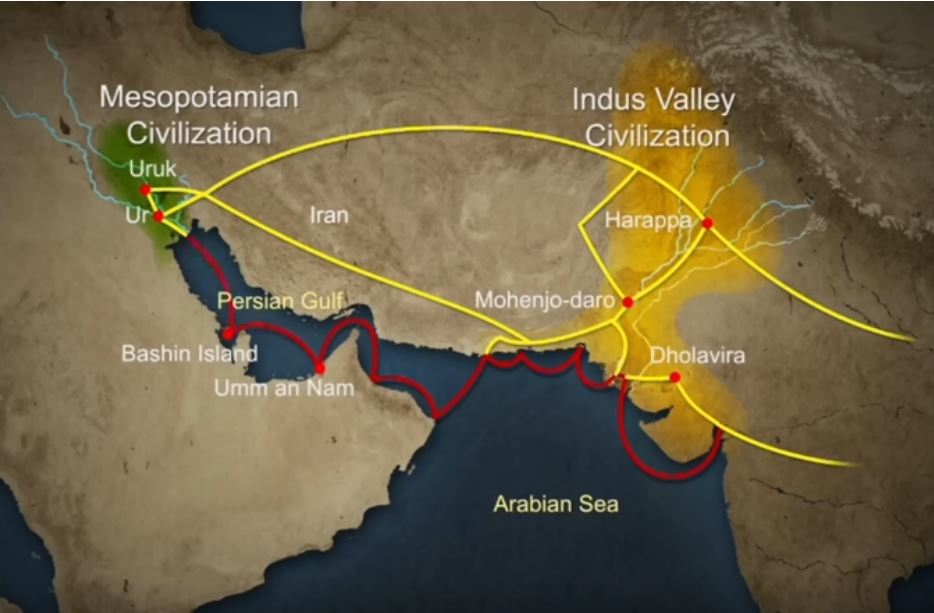 Mesopotamian
Civilization
Uruk
Ur
Iran
Indus Valley
Civilization
Harappa
Mohenjo-daro
Persian Gulf
Bashin Island
Umm an Nam
Dholavira
Arabian Sea